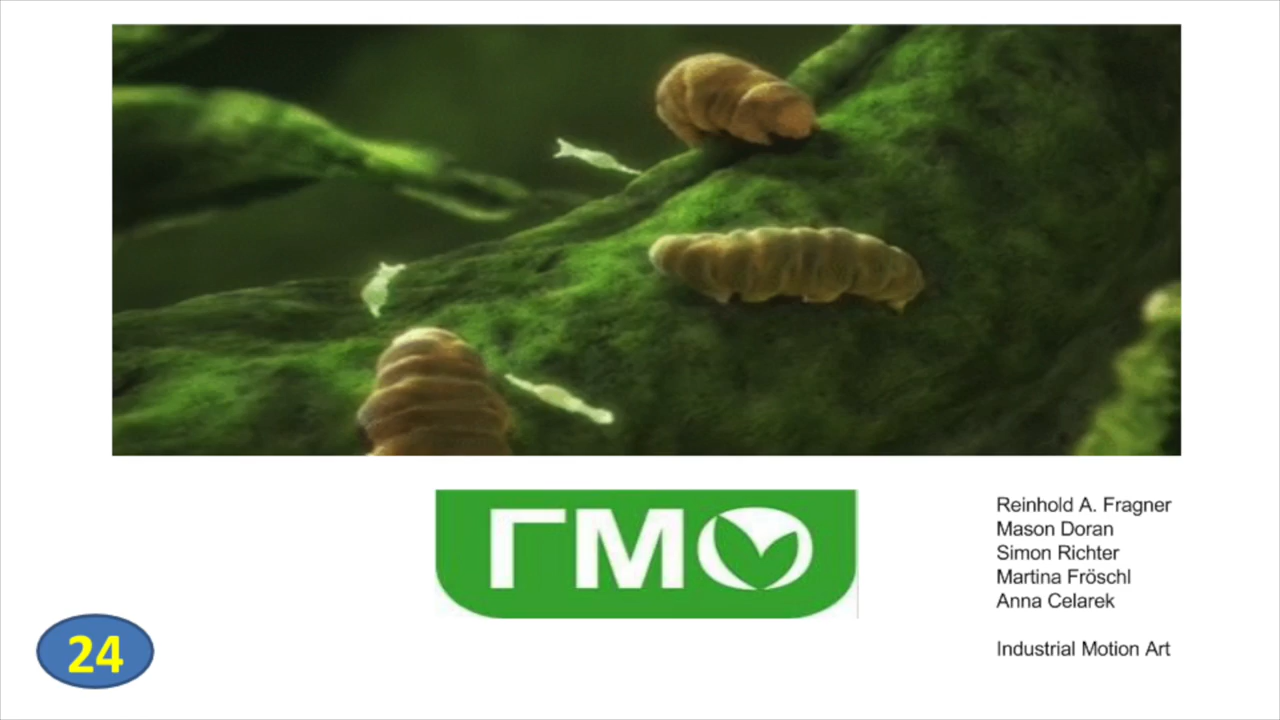 ГМО
Reinhold A. Fragner
Mason Doran
Simon Richter
Martina Fröschl
Anna Celarek
Industrial Motion Art
24